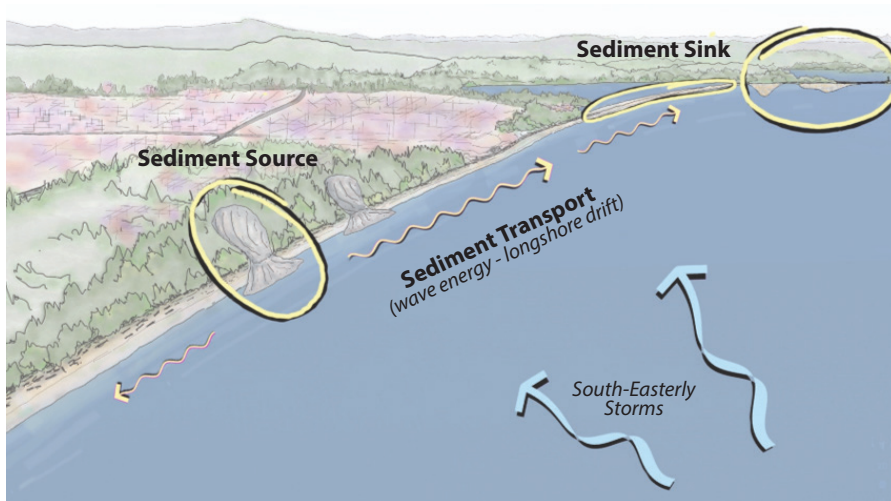 Sediment Sink
Sediment Source
Sediment Transport
(wave energy - longshore drift)
South-Easterly
Storms